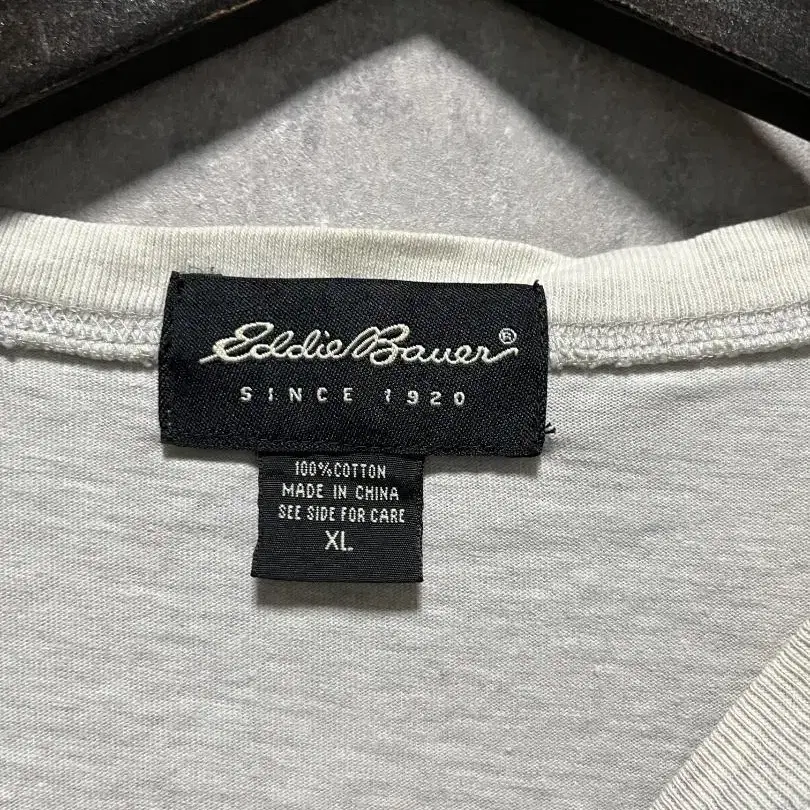 Eddie Bauer®
SINCE 1920
100% COTTON
MADE IN CHINA
SEE SIDE FOR CARE
XL